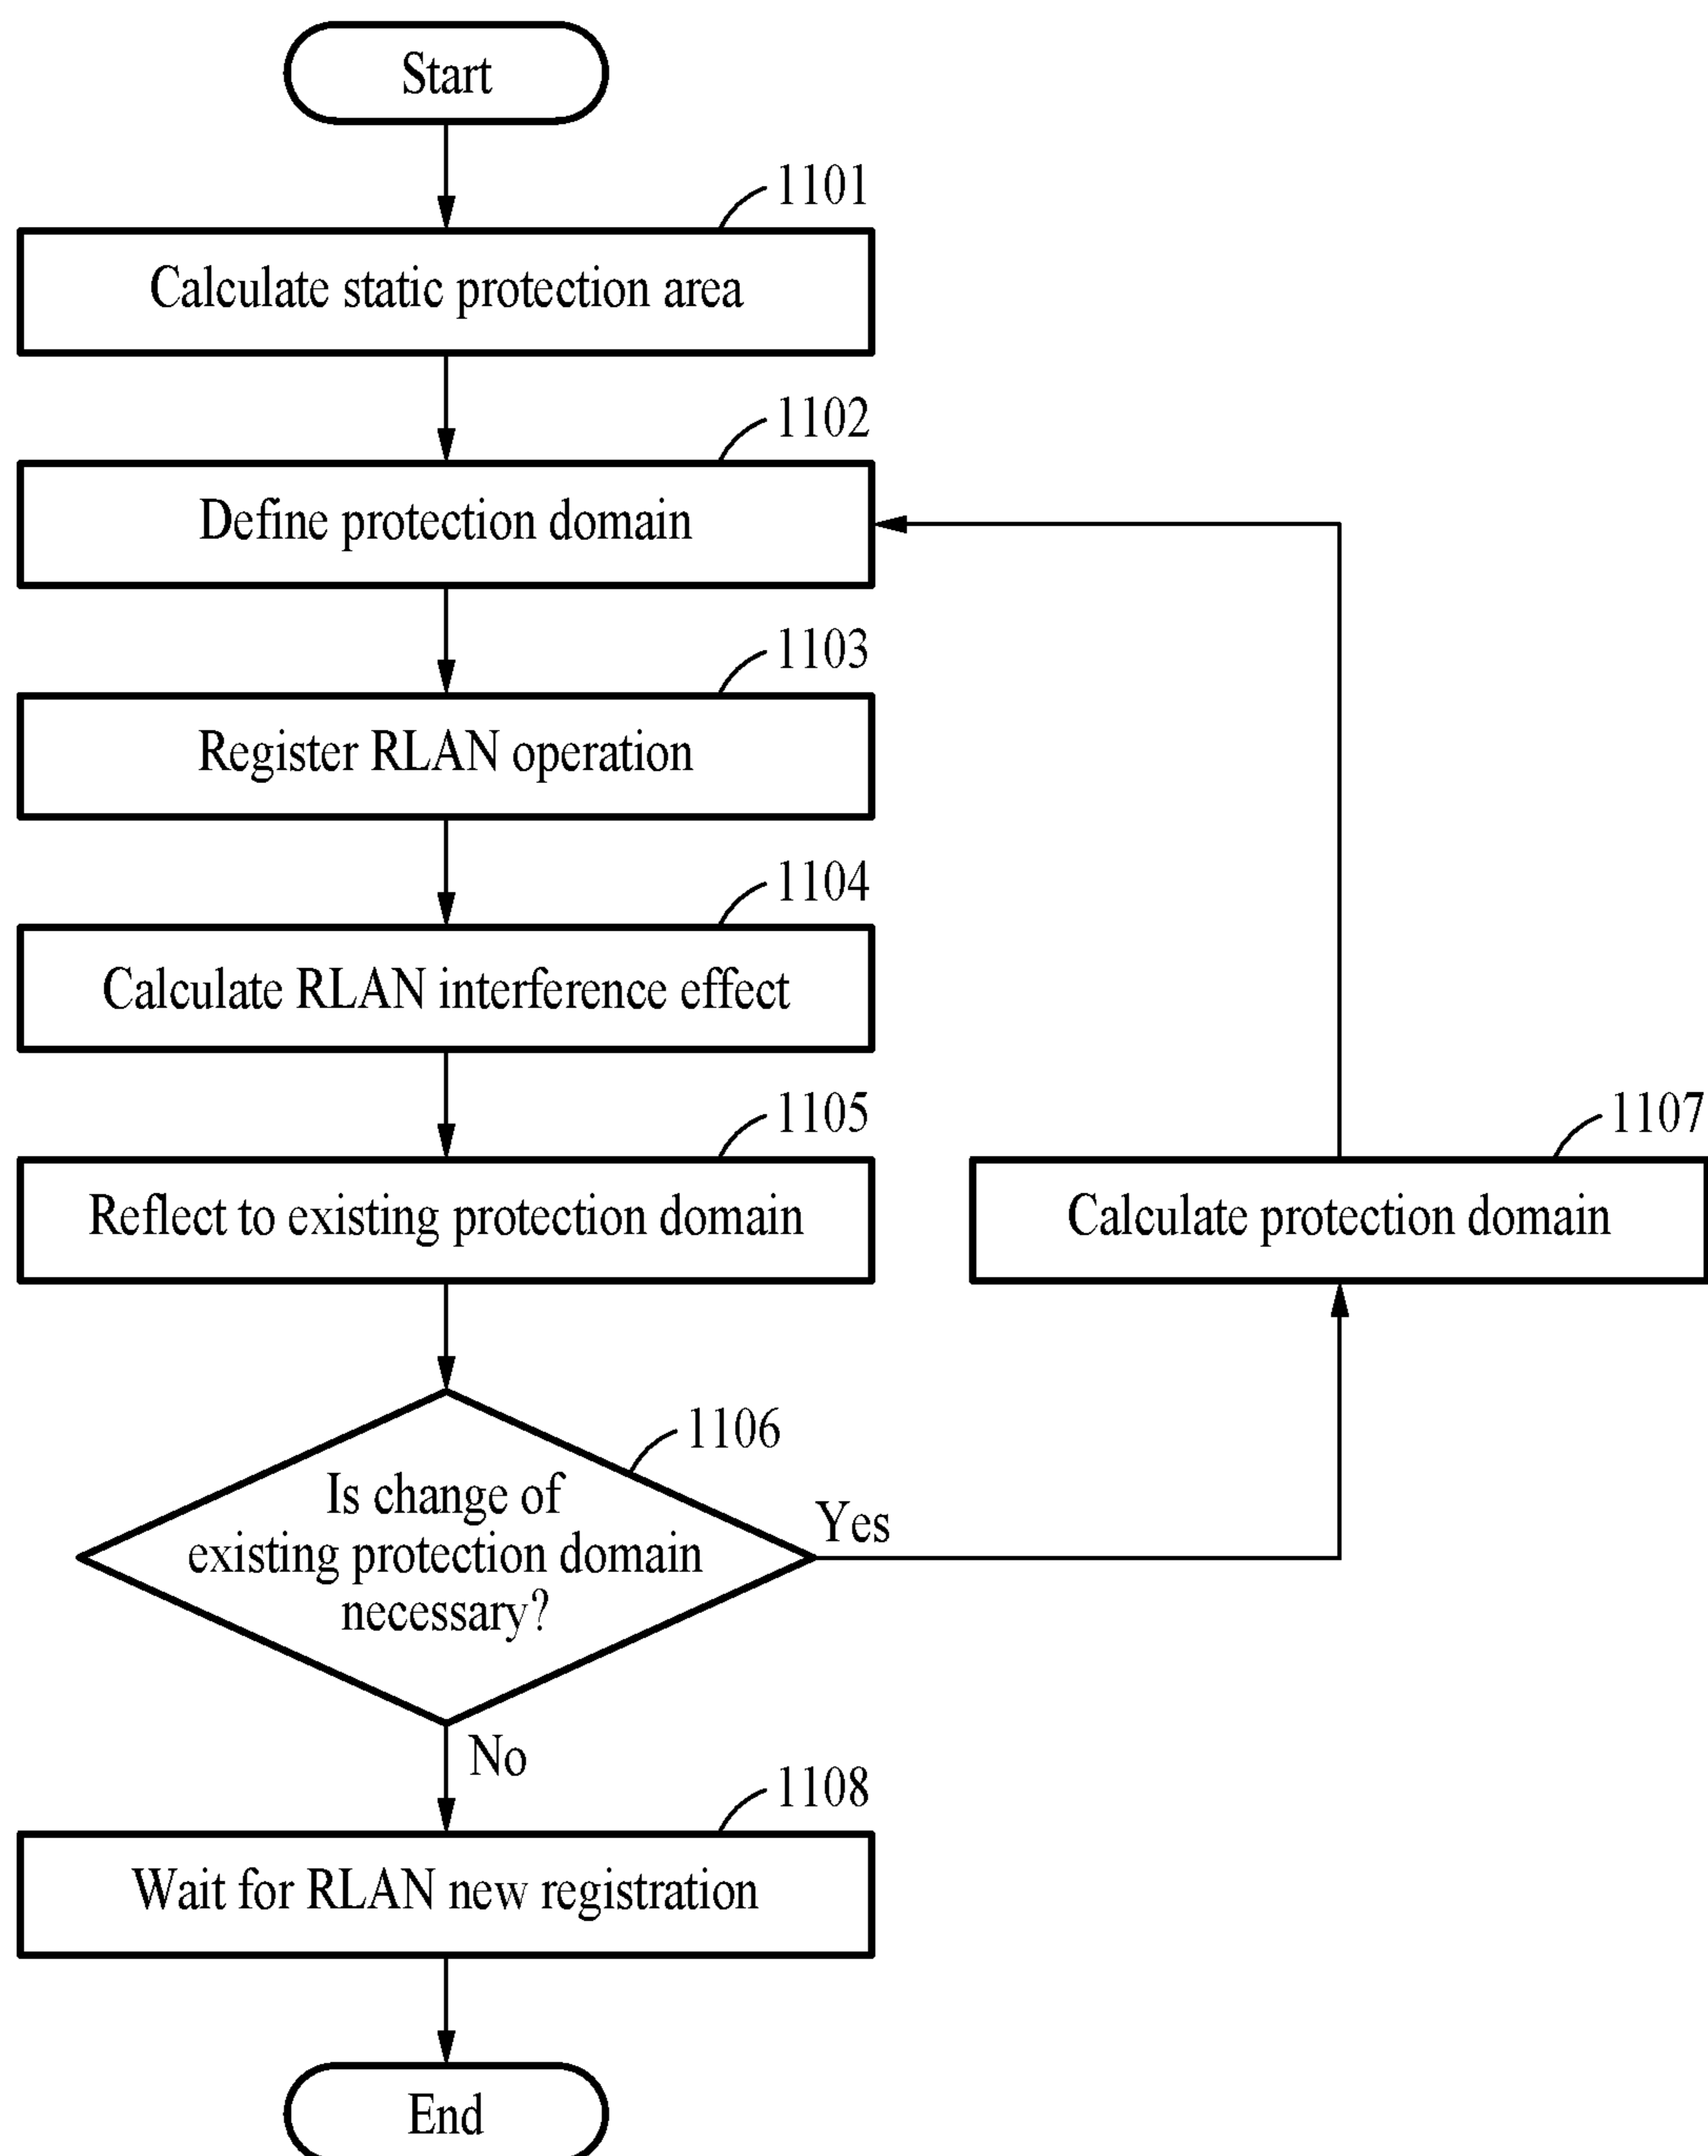 Start
1101
Calculate static protection area
1102
Define protection domain
1103
Register RLAN operation
1104
Calculate RLAN interference effect
1105
Reflect to existing protection domain
1107
Calculate protection domain
1106
Is change of
existing protection domain
necessary?
Yes
No
1108
Wait for RLAN new registration
End